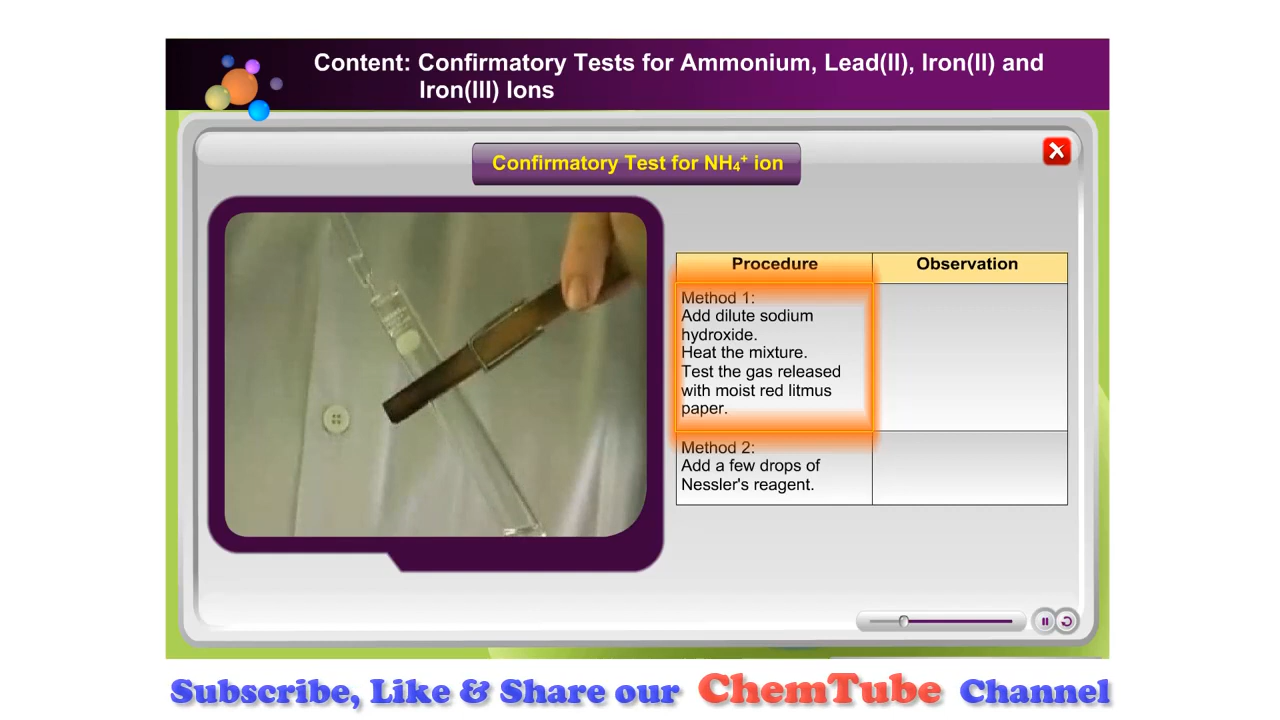 Content: Confirmatory Tests for Ammonium, Lead(II), Iron(II) and
Iron(III) Ions
Confirmatory Test for NH₄⁺ ion
Procedure
Observation
Method 1:
Add dilute sodium
hydroxide.
Heat the mixture.
Test the gas released
with moist red litmus
paper.
Method 2:
Add a few drops of
Nessler's reagent.
Subscribe, Like & Share our ChemTube Channel